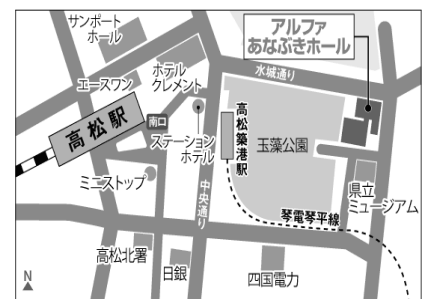 サンポート
ホール
アルファ
あなぶきホール
ホテル
クレメント
水城通り
エースワン
高松駅
南口
ステーション
ホテル
高松築港駅
玉藻公園
ミニストップ
中央通り
県立
ミュージアム
琴電琴平線
高松北署
日銀
四国電力
N